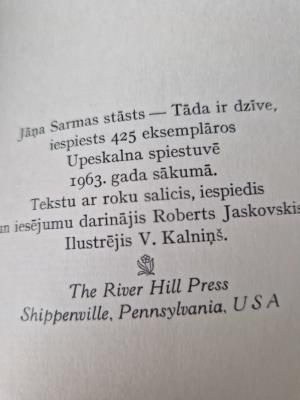 Jāņa Sarmas stāsts — Tāda ir dzīve,
iespiests 425 eksemplāros
Upeskalna spiestuvē
1963. gada sākumā.
Tekstu ar roku salicis, iespiedis
un iesējumu darinājis Roberts Jaskovskis
Ilustrējis V. Kalniņš.
The River Hill Press
Shippenville, Pennsylvania, U S A